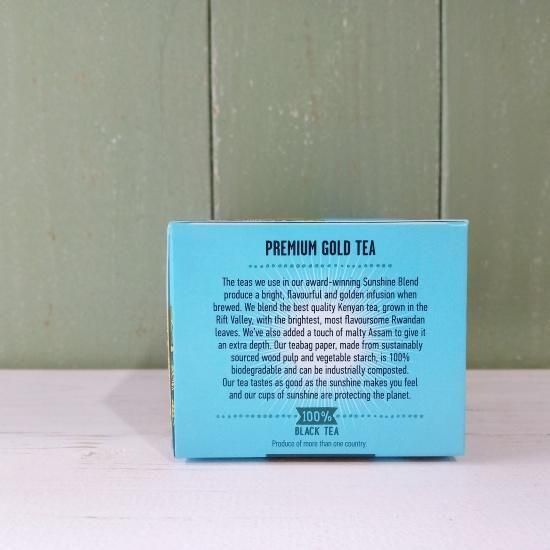 PREMIUM GOLD TEA
The teas we use in our award-winning Sunshine Blend
produce a bright, flavourful and golden infusion when
brewed. We blend the best quality Kenyan tea, grown in the
Rift Valley, with the brightest, most flavoursome Rwandan
leaves. We've also added a touch of malty Assam to give it
an extra depth. Our teabag paper, made from sustainably
sourced wood pulp and vegetable starch, is 100%
biodegradable and can be industrially composted.
Our tea tastes as good as the sunshine makes you feel
and our cups of sunshine are protecting the planet.
100%
BLACK TEA
Produce of more than one country.